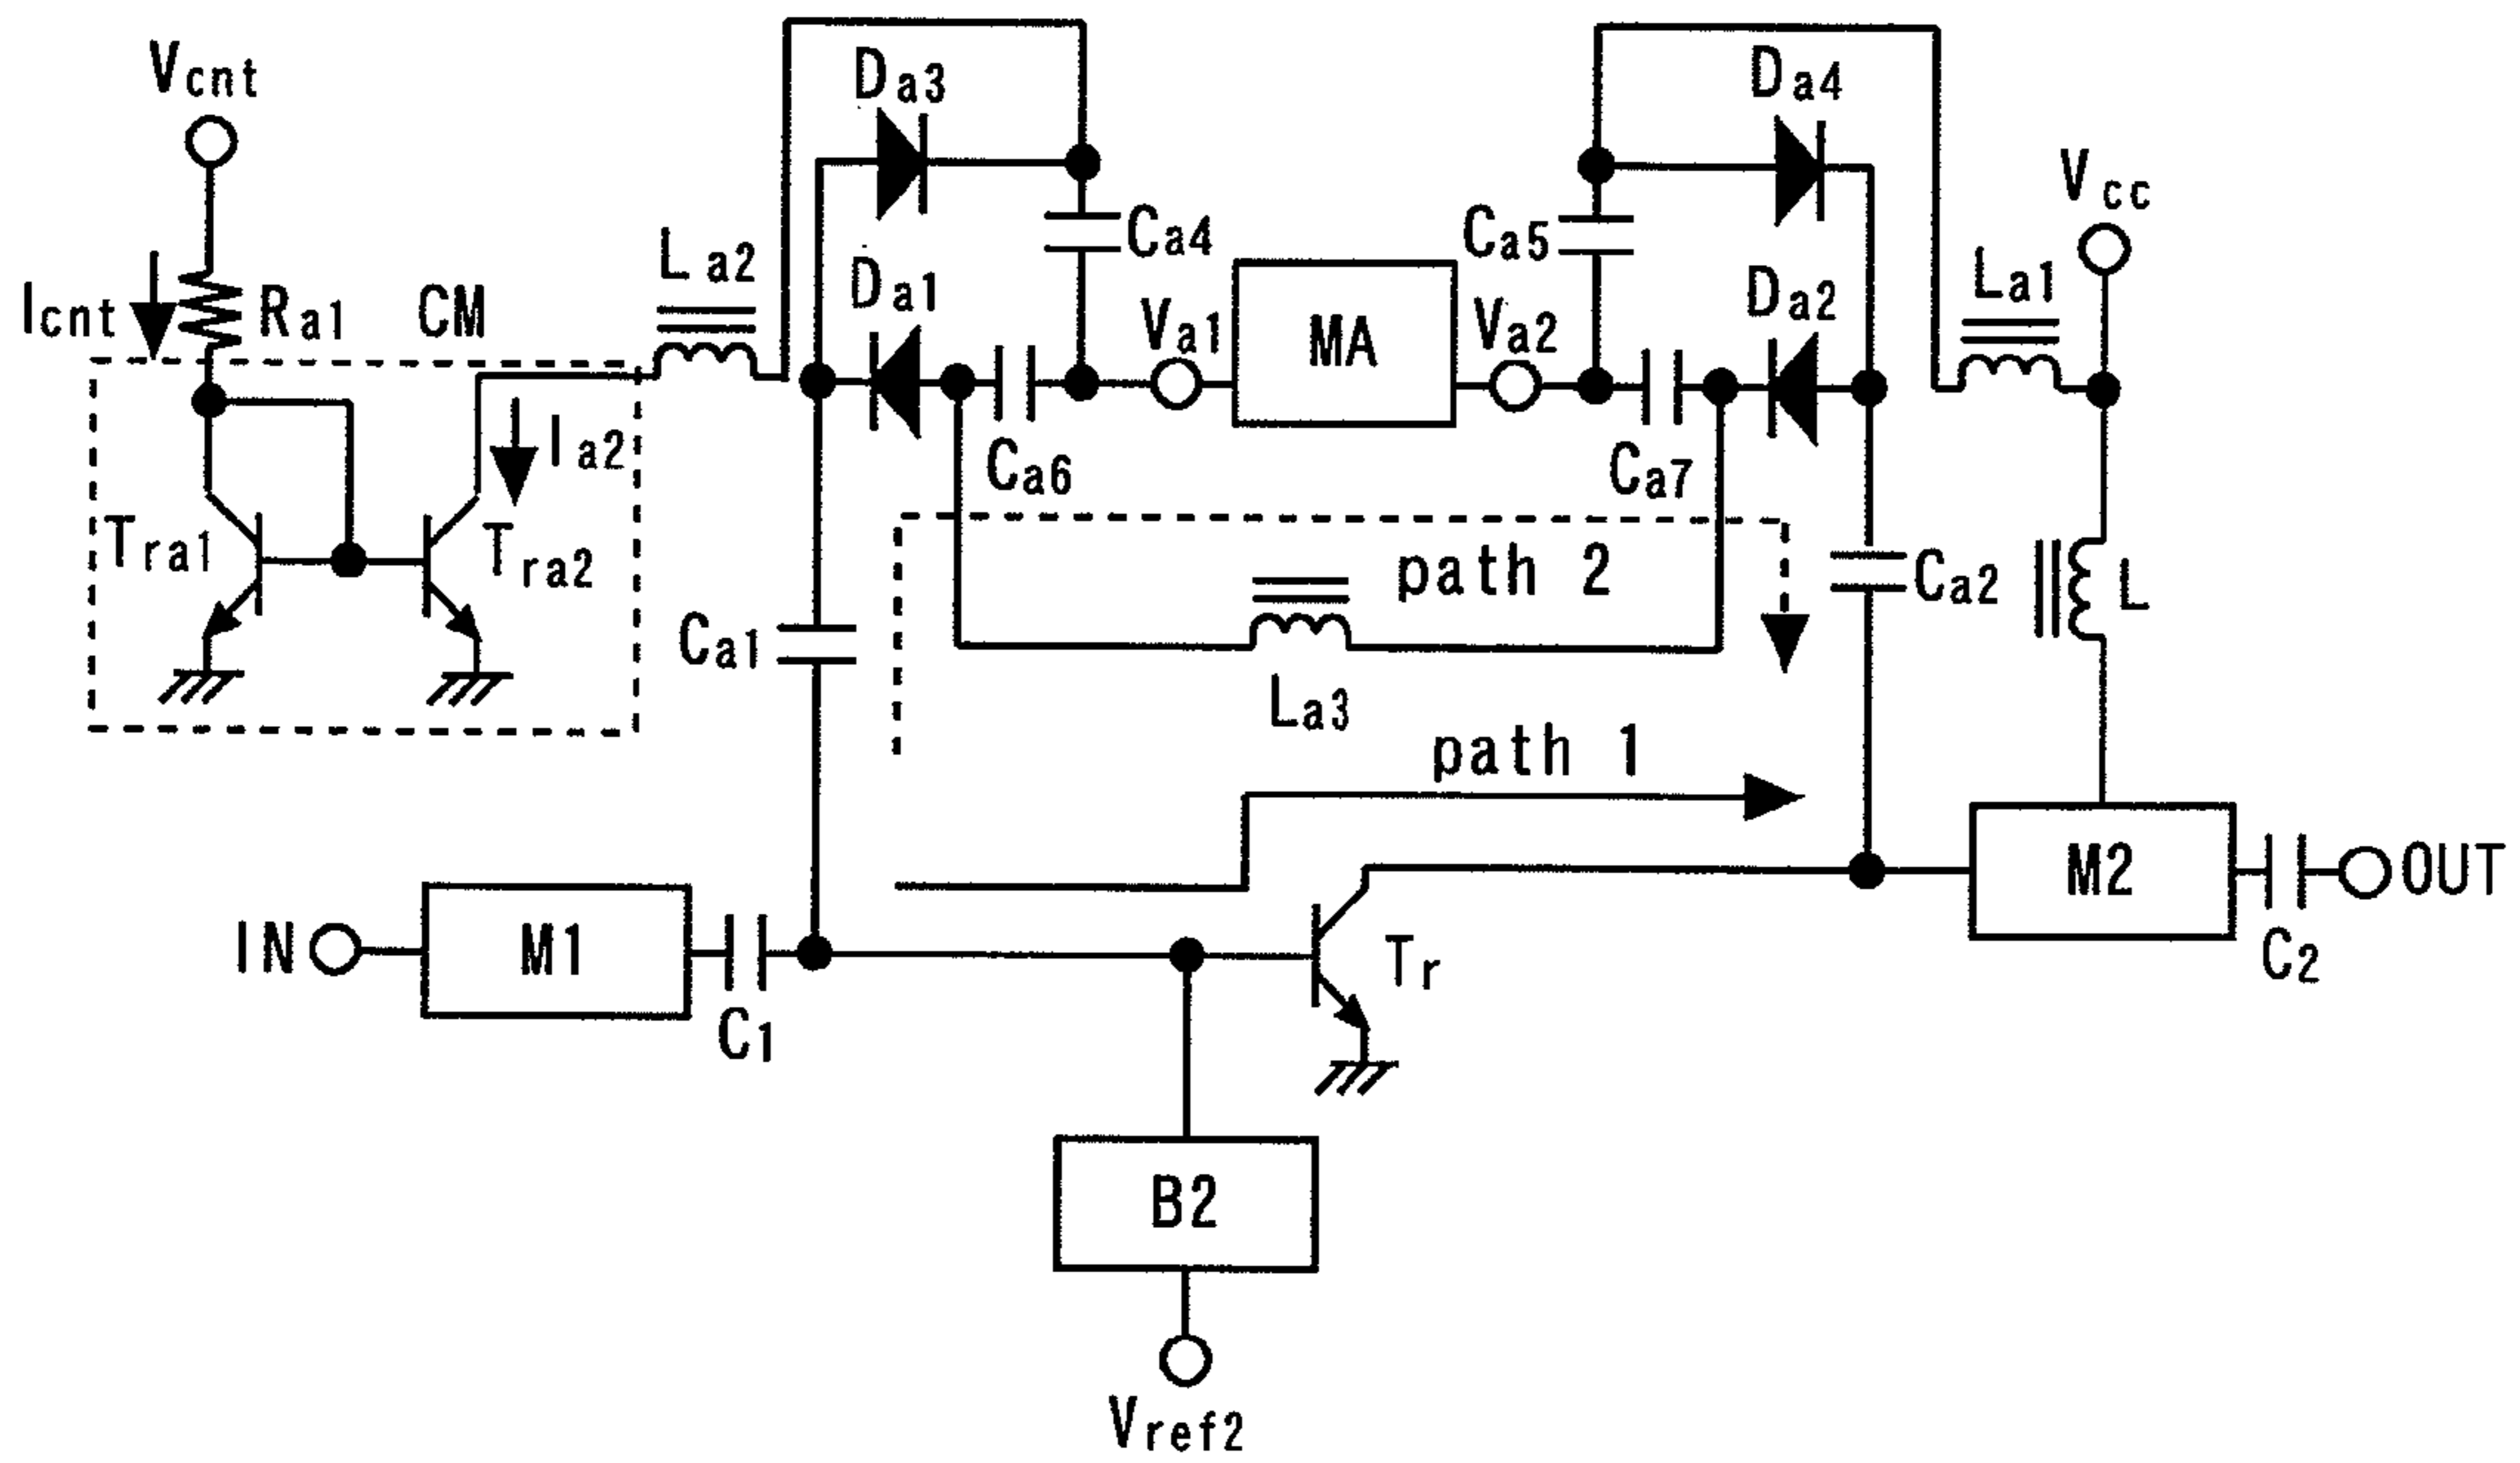 Vcnt
Da3
Da4
Vcc
Ca4
Ca5
La2
La1
Icnt
Ra1
CM
Da1
Da2
Va1
MA
Va2
Ia2
Ca6
Ca7
Tra1
Tra2
path 2
Ca2
L
Ca1
La3
path 1
IN
M1
C1
Tr
M2
OUT
C2
B2
Vref2